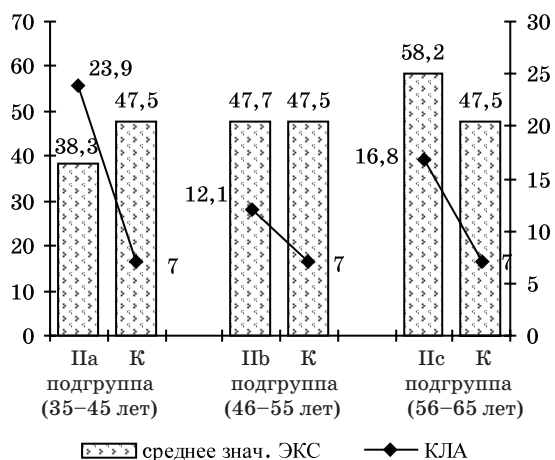 70
60
50
40
30
20
10
0
30
25
20
15
10
5
0
23,9
38,3
47,5
7
47,7
47,5
12,1
7
58,2
47,5
16,8
7
IIa К
подгруппа
(35–45 лет)
IIb К
подгруппа
(46–55 лет)
IIc К
подгруппа
(56–65 лет)
среднее знач. ЭКС
КЛА